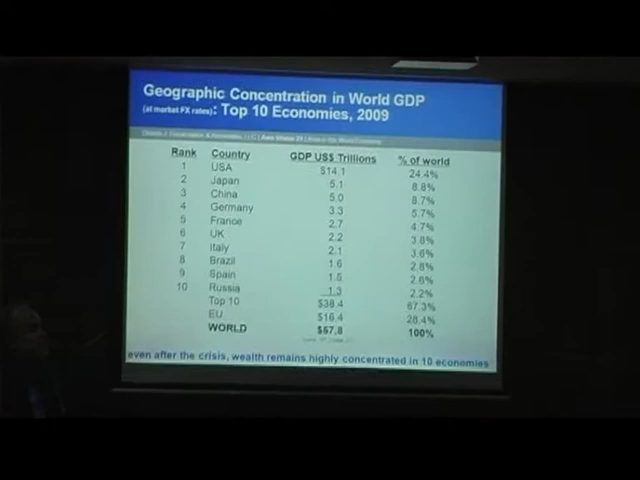 Geographic Concentration in World GDP
(at market FX rates): Top 10 Economies, 2009
Rank Country GDP US$ Trillions % of world
1 USA $14.1 24.4%
2 Japan 5.1 8.8%
3 China 5.0 8.7%
4 Germany 3.3 5.7%
5 France 2.7 4.7%
6 UK 2.2 3.8%
7 Italy 2.1 3.6%
8 Brazil 1.6 2.8%
9 Spain 1.5 2.6%
10 Russia 1.3 2.2%
Top 10 $38.4 67.3%
EU $16.4 28.4%
WORLD $57.8 100%
even after the crisis, wealth remains highly concentrated in 10 economies